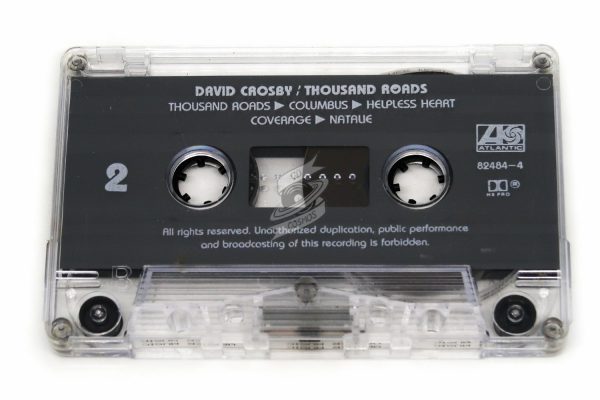 DAVID CROSBY / THOUSAND ROADS
THOUSAND ROADS ▶ COLUMBUS ▶ HELPLESS HEART
COVERAGE ▶ NATALIE
ATLANTIC
82484-4
2
HX PRO
COSMOS
All rights reserved. Unauthorized duplication, public performance
and broadcasting of this recording is forbidden.